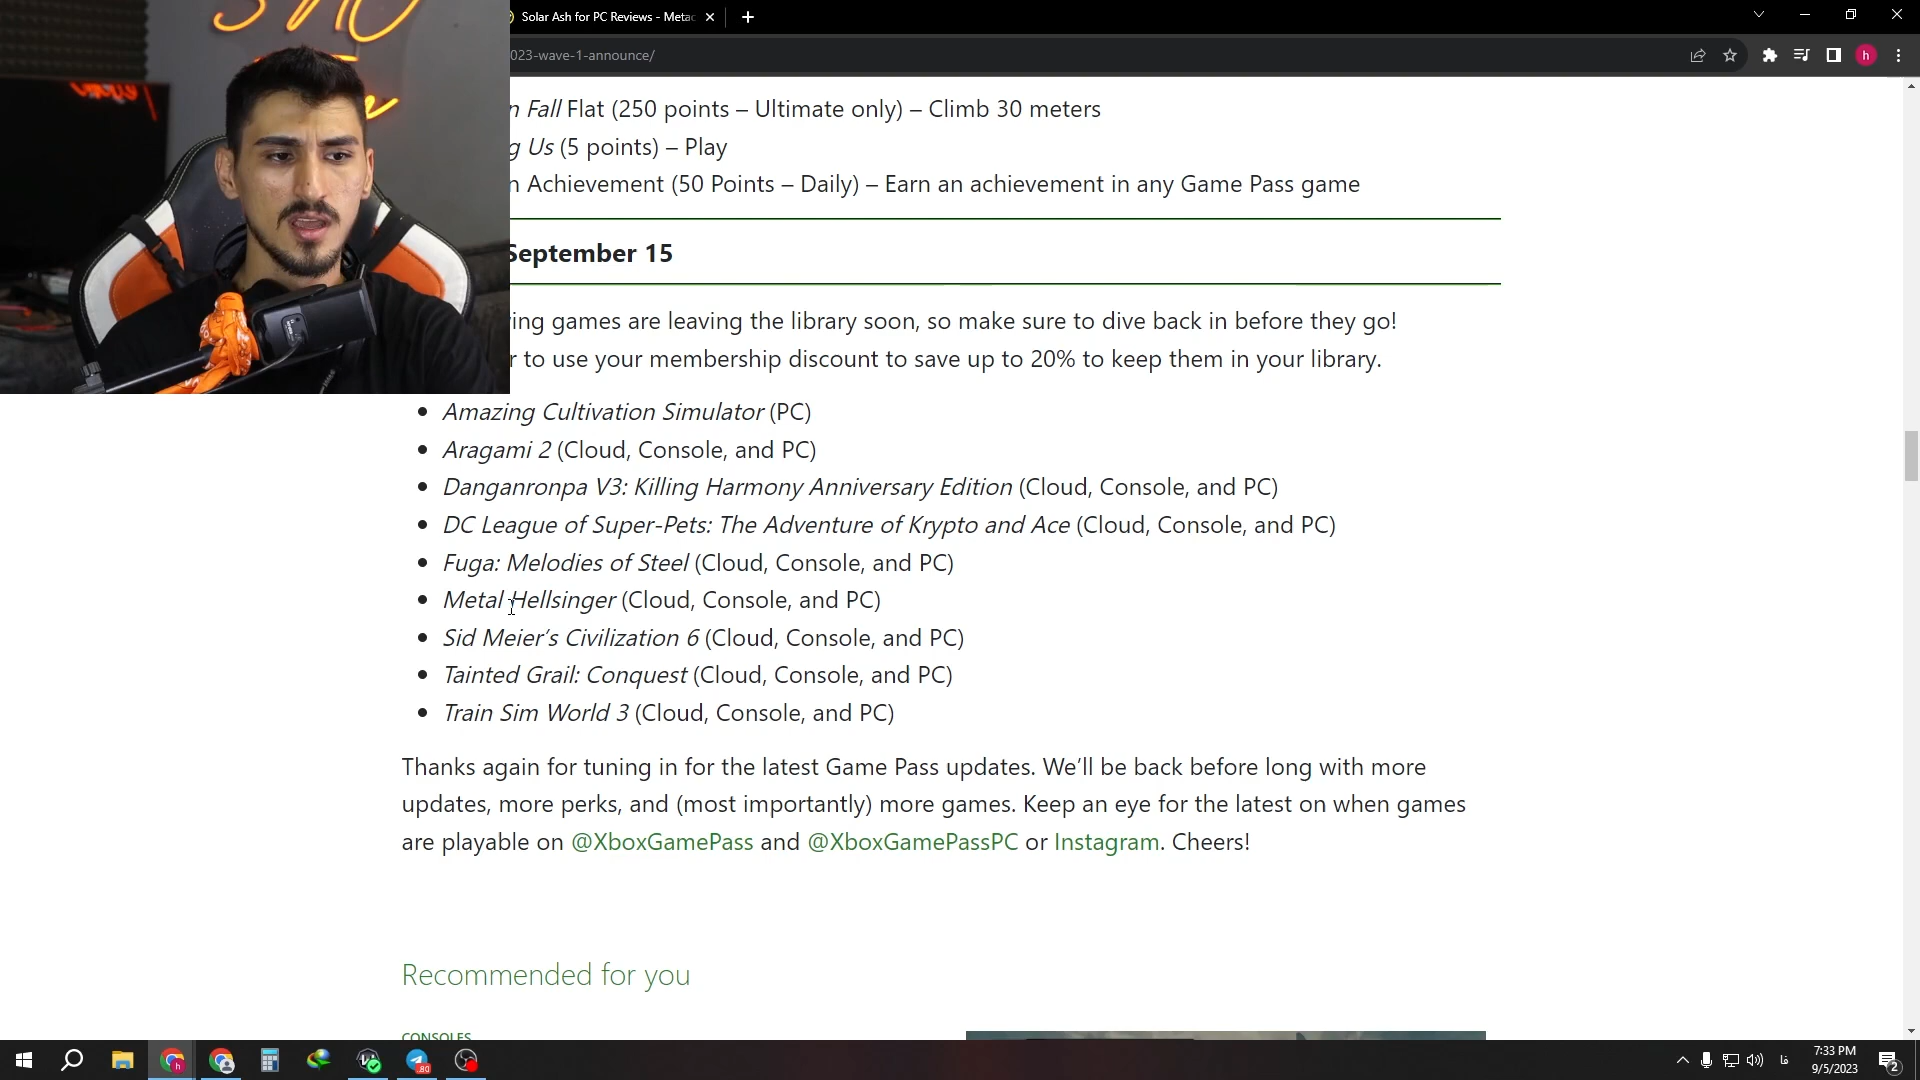 Solar Ash for PC Reviews - Metac
023-wave-1-announce/
h
n Fall Flat (250 points – Ultimate only) – Climb 30 meters
g Us (5 points) – Play
n Achievement (50 Points – Daily) – Earn an achievement in any Game Pass game
September 15
ing games are leaving the library soon, so make sure to dive back in before they go!
r to use your membership discount to save up to 20% to keep them in your library.
• Amazing Cultivation Simulator (PC)
• Aragami 2 (Cloud, Console, and PC)
• Danganronpa V3: Killing Harmony Anniversary Edition (Cloud, Console, and PC)
• DC League of Super-Pets: The Adventure of Krypto and Ace (Cloud, Console, and PC)
• Fuga: Melodies of Steel (Cloud, Console, and PC)
• Metal Hellsinger (Cloud, Console, and PC)
• Sid Meier’s Civilization 6 (Cloud, Console, and PC)
• Tainted Grail: Conquest (Cloud, Console, and PC)
• Train Sim World 3 (Cloud, Console, and PC)
Thanks again for tuning in for the latest Game Pass updates. We’ll be back before long with more
updates, more perks, and (most importantly) more games. Keep an eye for the latest on when games
are playable on @XboxGamePass and @XboxGamePassPC or Instagram. Cheers!
Recommended for you
CONSOLES
7:33 PM
9/5/2023
2